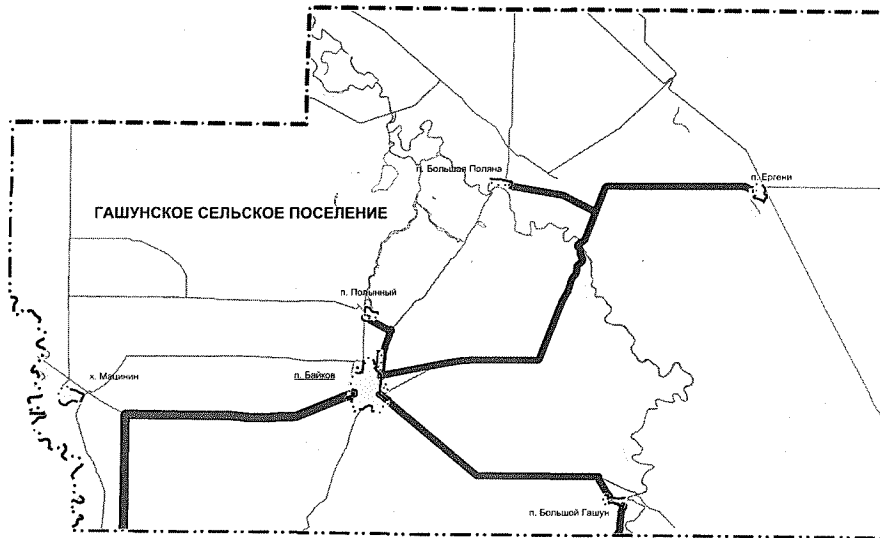 п. Большая Поляна
п. Ергени
ГАШУНСКОЕ СЕЛЬСКОЕ ПОСЕЛЕНИЕ
п. Полынный
х. Мацинин
п. Байков
п. Большой Гашун